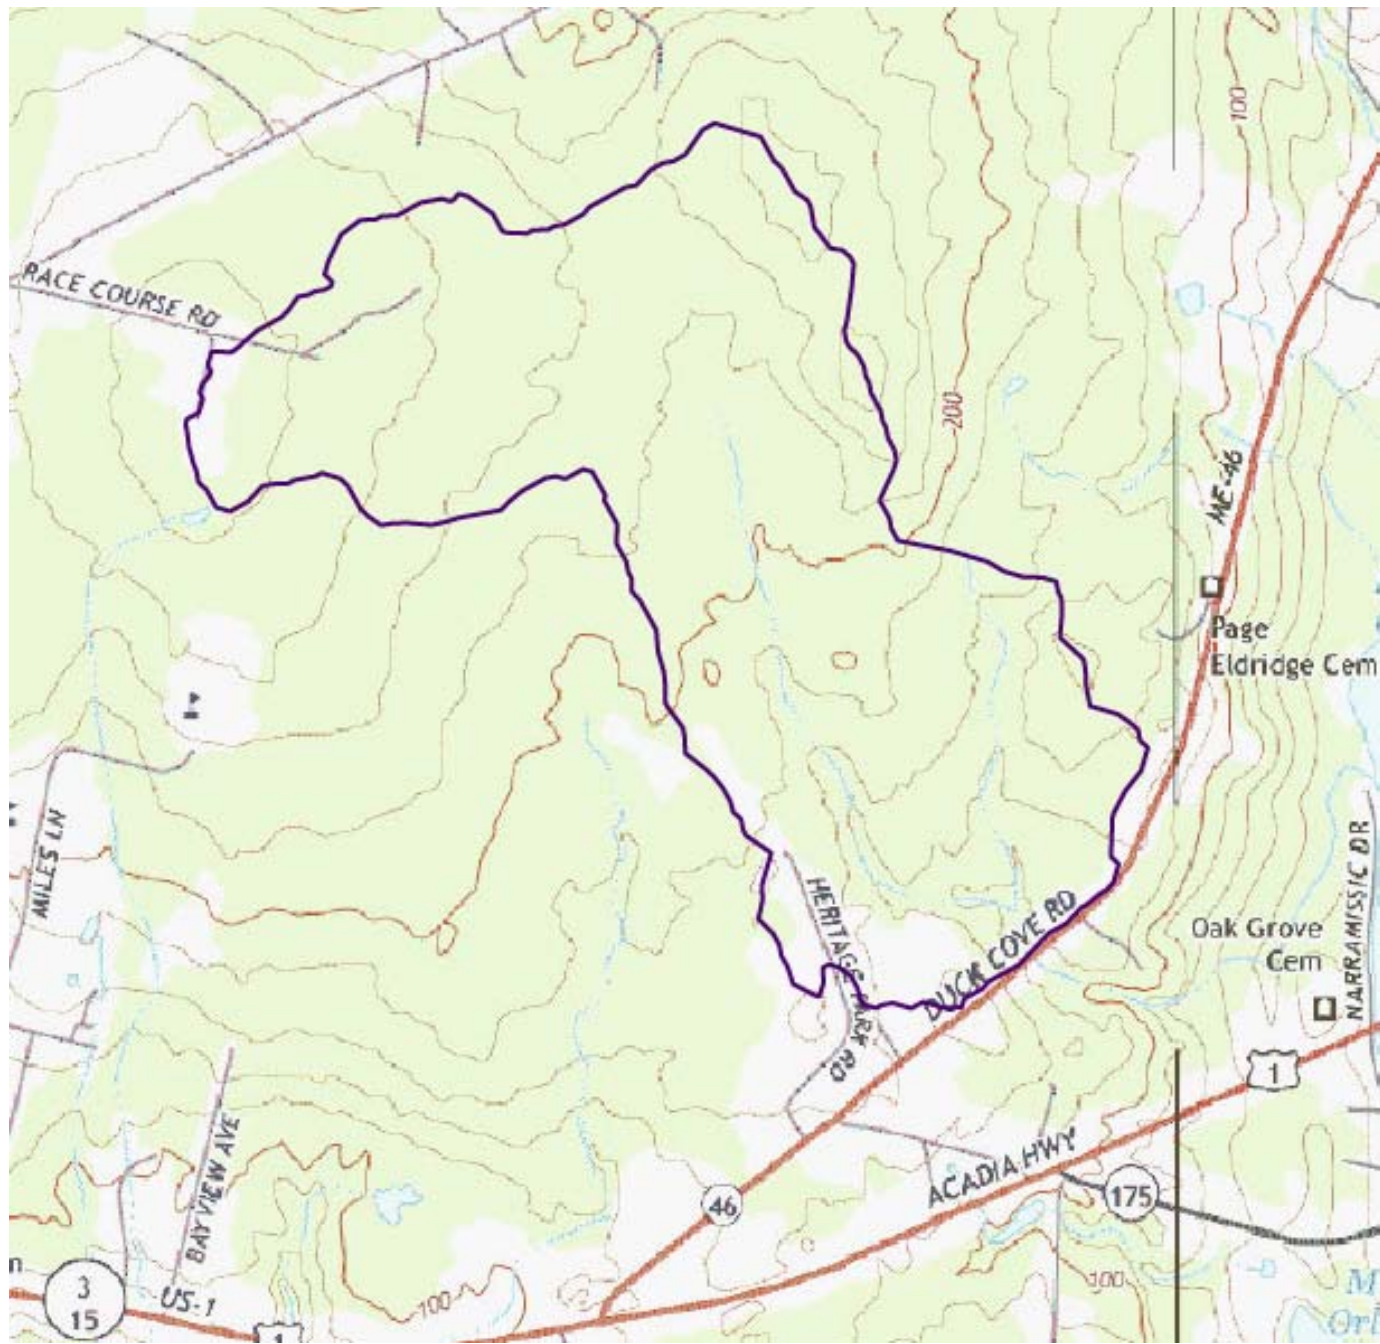 100
RACE COURSE RD
200
ME-46
Page
Eldridge Cem
MILES LN
HERITAGE PARK RD
DUCK COVE RD
Oak Grove
Cem
NARRAMISSIC DR
1
ACADIA HWY
175
46
BAYVIEW AVE
3
15
US-1
1
100
100